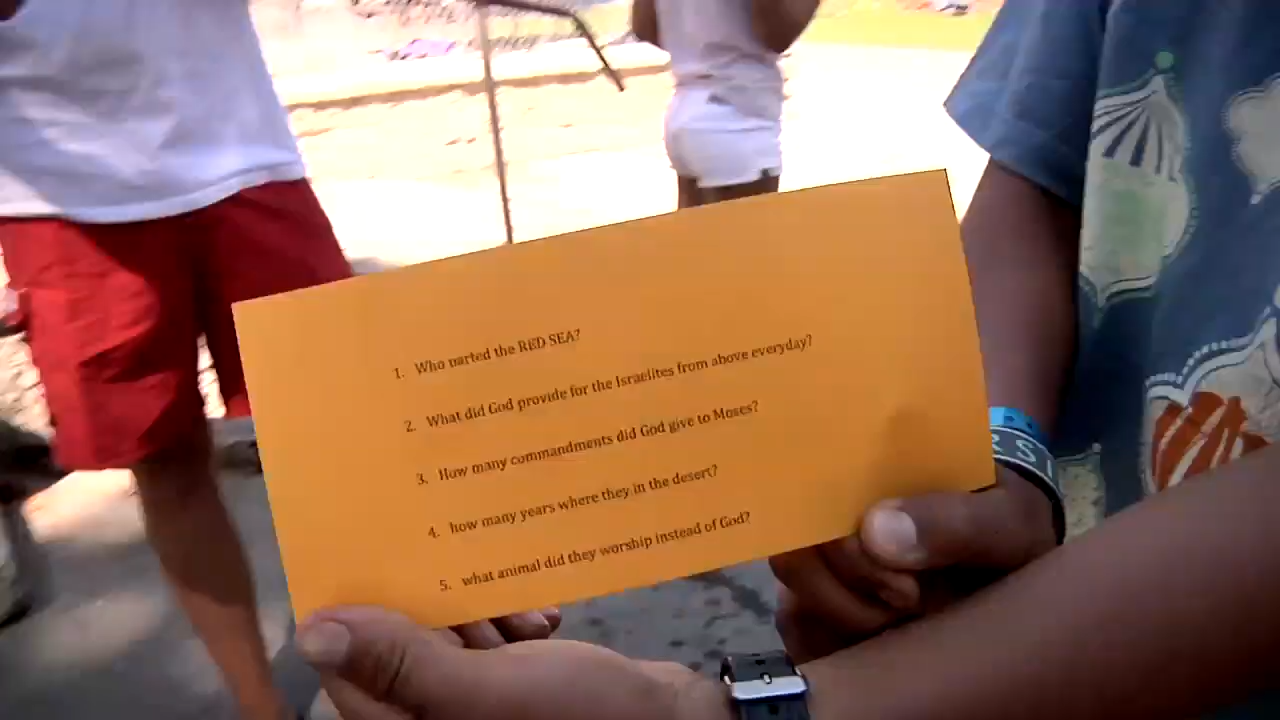 1. Who parted the RED SEA?
2. What did God provide for the Israelites from above everyday?
3. How many commandments did God give to Moses?
4. how many years where they in the desert?
5. what animal did they worship instead of God?